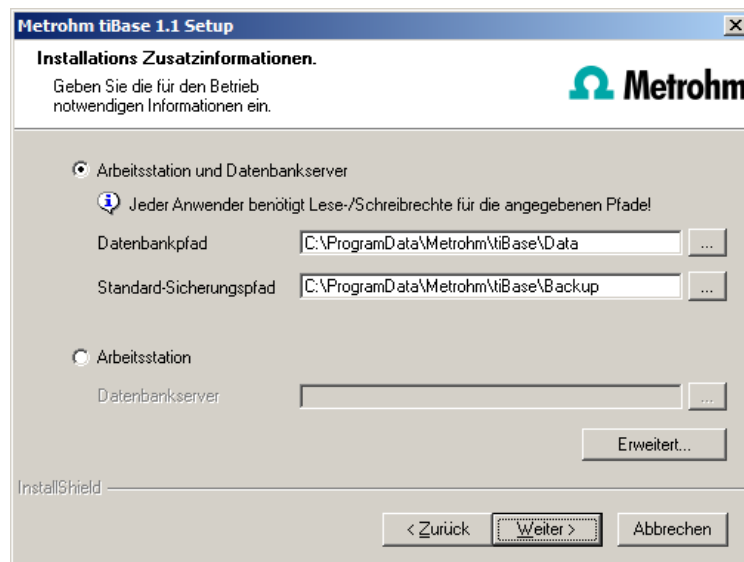 Metrohm tiBase 1.1 Setup
Installations Zusatzinformationen.
Geben Sie die für den Betrieb
notwendigen Informationen ein.
Metrohm
Arbeitsstation und Datenbankserver
Jeder Anwender benötigt Lese-/Schreibrechte für die angegebenen Pfade!
Datenbankpfad C:\ProgramData\Metrohm\tiBase\Data ...
Standard-Sicherungspfad C:\ProgramData\Metrohm\tiBase\Backup ...
Arbeitsstation
Datenbankserver ...
Erweitert...
InstallShield
< Zurück Weiter > Abbrechen